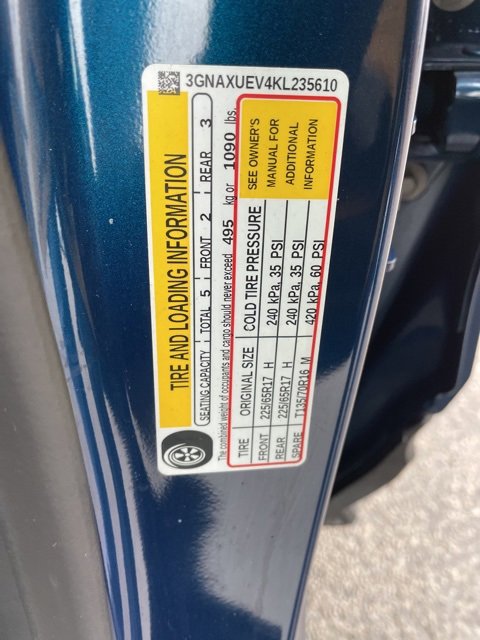 3GNAXUEV4KL235610
TIRE AND LOADING INFORMATION
SEATING CAPACITY TOTAL 5 FRONT 2 REAR 3
The combined weight of occupants and cargo should never exceed 495 kg or 1090 lbs.
TIRE ORIGINAL SIZE COLD TIRE PRESSURE
FRONT 225/65R17 H 240 kPa, 35 PSI
REAR 225/65R17 H 240 kPa, 35 PSI
SPARE T135/70R16 M 420 kPa, 60 PSI
SEE OWNER'S
MANUAL FOR
ADDITIONAL
INFORMATION